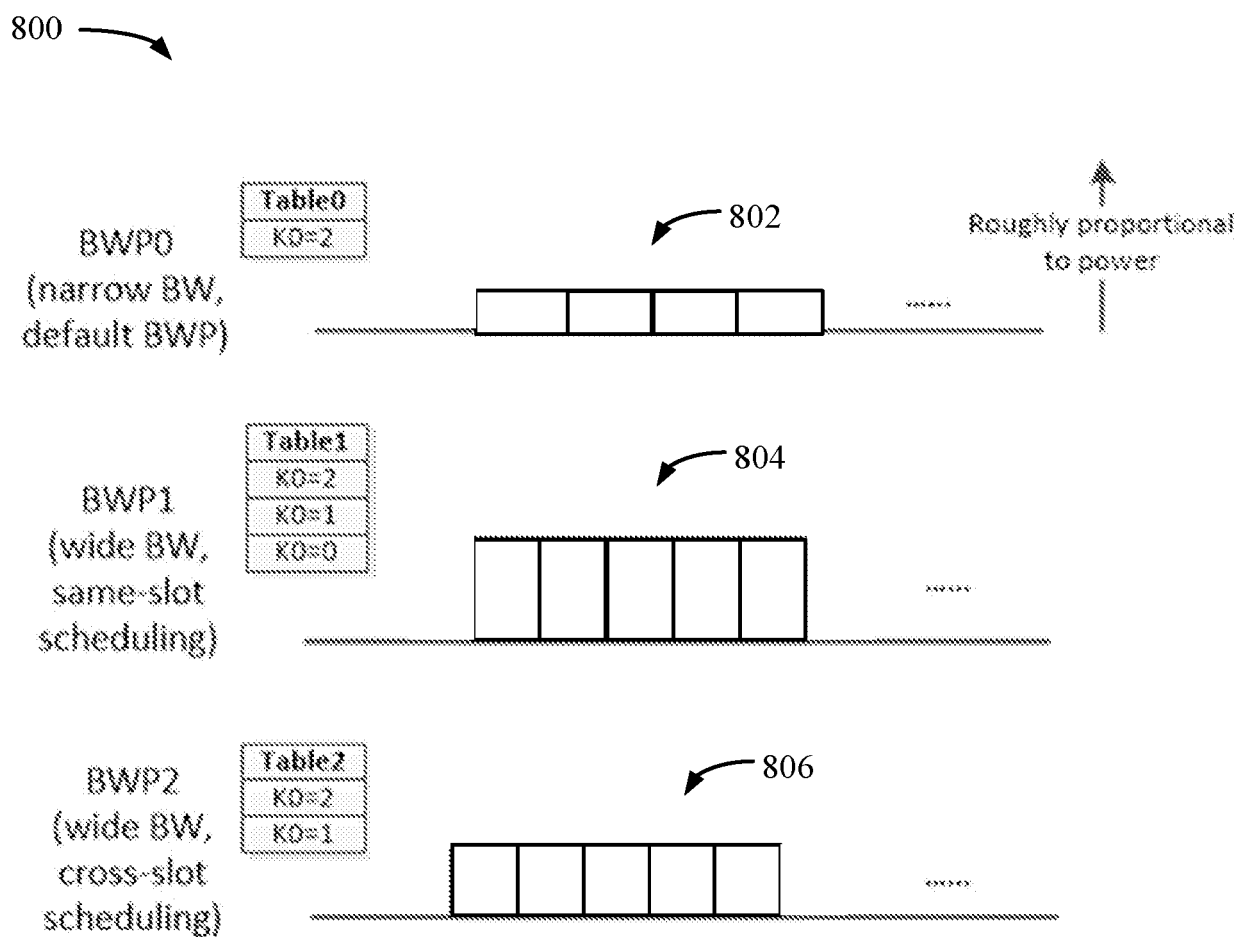 800
Table0
K0=2
BWP0
(narrow BW,
default BWP)
802
Roughly proportional
to power
......
Table1
K0=2
K0=1
K0=0
BWP1
(wide BW,
same-slot
scheduling)
804
......
Table2
K0=2
K0=1
BWP2
(wide BW,
cross-slot
scheduling)
806
......